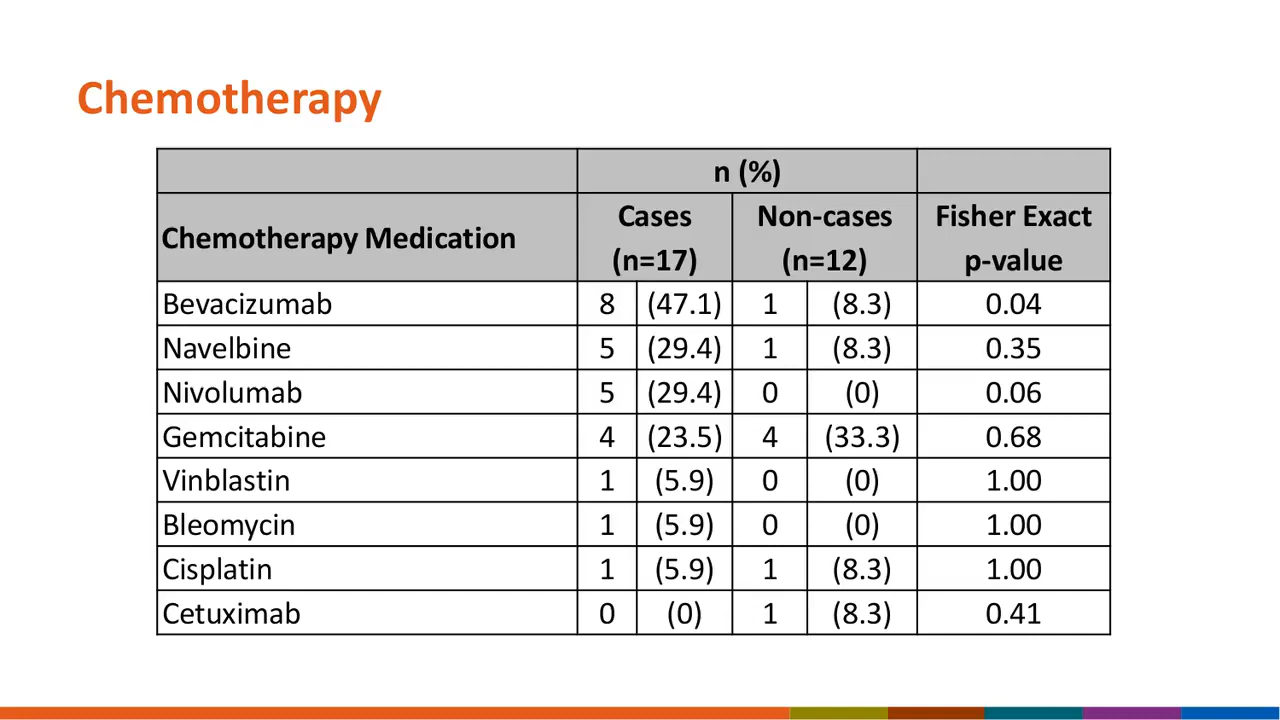 Chemotherapy
n (%)
Chemotherapy Medication Cases (n=17) Non-cases (n=12) Fisher Exact p-value
Bevacizumab 8 (47.1) 1 (8.3) 0.04
Navelbine 5 (29.4) 1 (8.3) 0.35
Nivolumab 5 (29.4) 0 (0) 0.06
Gemcitabine 4 (23.5) 4 (33.3) 0.68
Vinblastin 1 (5.9) 0 (0) 1.00
Bleomycin 1 (5.9) 0 (0) 1.00
Cisplatin 1 (5.9) 1 (8.3) 1.00
Cetuximab 0 (0) 1 (8.3) 0.41